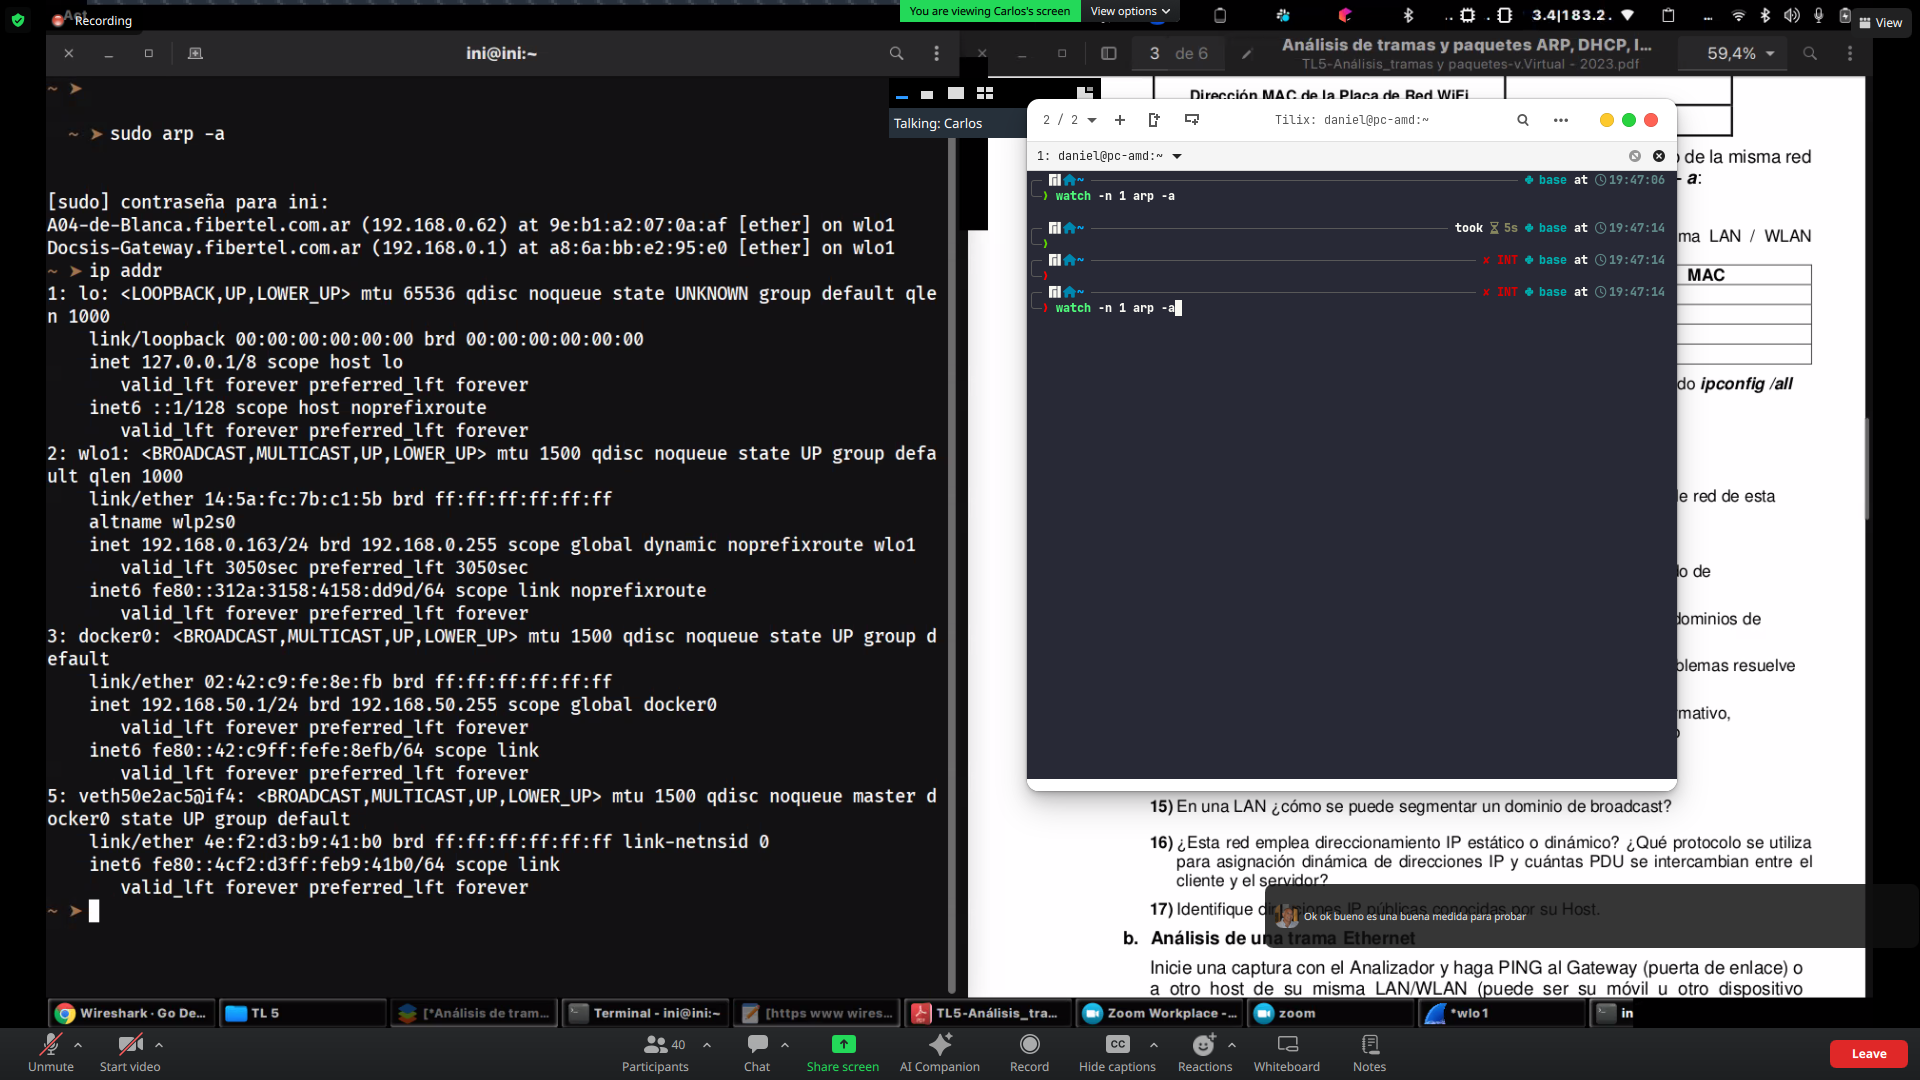 Recording
You are viewing Carlos's screen
View options
3.4|183.2.
View
ini@ini:~
3 de 6
Análisis de tramas y paquetes ARP, DHCP, I...
TL5-Análisis_tramas y paquetes-v.Virtual - 2023.pdf
59,4%
~ ➤
~ ➤ sudo arp -a
[sudo] contraseña para ini:
A04-de-Blanca.fibertel.com.ar (192.168.0.62) at 9e:b1:a2:07:0a:af [ether] on wlo1
Docsis-Gateway.fibertel.com.ar (192.168.0.1) at a8:6a:bb:e2:95:e0 [ether] on wlo1
~ ➤ ip addr
1: lo: <LOOPBACK,UP,LOWER_UP> mtu 65536 qdisc noqueue state UNKNOWN group default qle
n 1000
link/loopback 00:00:00:00:00:00 brd 00:00:00:00:00:00
inet 127.0.0.1/8 scope host lo
valid_lft forever preferred_lft forever
inet6 ::1/128 scope host noprefixroute
valid_lft forever preferred_lft forever
2: wlo1: <BROADCAST,MULTICAST,UP,LOWER_UP> mtu 1500 qdisc noqueue state UP group defa
ult qlen 1000
link/ether 14:5a:fc:7b:c1:5b brd ff:ff:ff:ff:ff:ff
altname wlp2s0
inet 192.168.0.163/24 brd 192.168.0.255 scope global dynamic noprefixroute wlo1
valid_lft 3050sec preferred_lft 3050sec
inet6 fe80::312a:3158:4158:dd9d/64 scope link noprefixroute
valid_lft forever preferred_lft forever
3: docker0: <BROADCAST,MULTICAST,UP,LOWER_UP> mtu 1500 qdisc noqueue state UP group d
efault
link/ether 02:42:c9:fe:8e:fb brd ff:ff:ff:ff:ff:ff
inet 192.168.50.1/24 brd 192.168.50.255 scope global docker0
valid_lft forever preferred_lft forever
inet6 fe80::42:c9ff:fefe:8efb/64 scope link
valid_lft forever preferred_lft forever
5: veth50e2ac5@if4: <BROADCAST,MULTICAST,UP,LOWER_UP> mtu 1500 qdisc noqueue master d
ocker0 state UP group default
link/ether 4e:f2:d3:b9:41:b0 brd ff:ff:ff:ff:ff:ff link-netnsid 0
inet6 fe80::4cf2:d3ff:feb9:41b0/64 scope link
valid_lft forever preferred_lft forever
~ ➤
Talking: Carlos
Dirección MAC de la Placa de Red WiFi
2 / 2
Tilix: daniel@pc-amd:~
1: daniel@pc-amd:~
~ base at 19:47:06
watch -n 1 arp -a
~ took 5s base at 19:47:14
~ ✘ INT base at 19:47:14
~ ✘ INT base at 19:47:14
watch -n 1 arp -a
de la misma red
a:
ma LAN / WLAN
MAC
do ipconfig /all
de red de esta
do de
dominios de
blemas resuelve
mativo,
15) En una LAN ¿cómo se puede segmentar un dominio de broadcast?
16) ¿Esta red emplea direccionamiento IP estático o dinámico? ¿Qué protocolo se utiliza
para asignación dinámica de direcciones IP y cuántas PDU se intercambian entre el
cliente y el servidor?
17) Identifique direcciones IP públicas conocidas por su Host.
Ok ok bueno es una buena medida para probar
b. Análisis de una trama Ethernet
Inicie una captura con el Analizador y haga PING al Gateway (puerta de enlace) o
a otro host de su misma LAN/WLAN (puede ser su móvil u otro dispositivo
Wireshark · Go De...
TL 5
[*Análisis de tram...
Terminal - ini@ini:~
[https www wires...
TL5-Análisis_tra...
Zoom Workplace -...
zoom
*wlo1
in
Unmute
Start video
Participants 40
Chat
Share screen
AI Companion
Record
CC
Hide captions
Reactions
Whiteboard
Notes
Leave